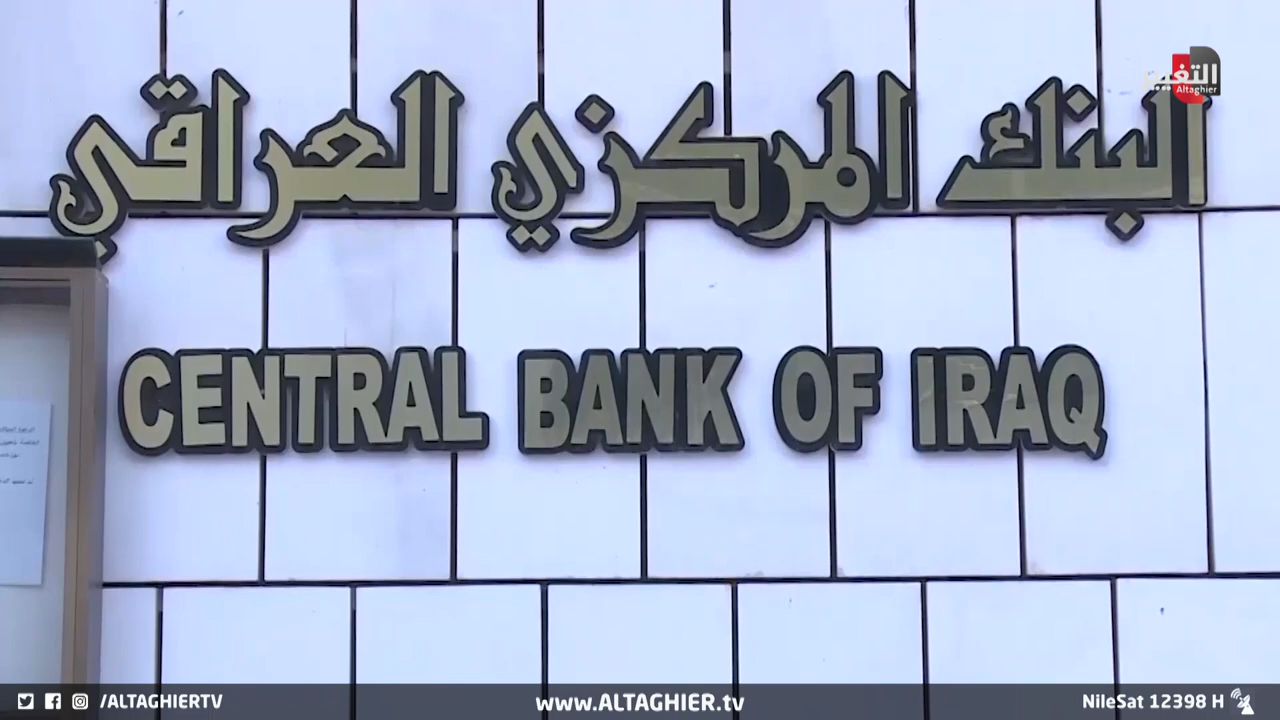 التغيير
Altaghier
البنك المركزي العراقي
CENTRAL BANK OF IRAQ
/ALTAGHIERTV
www.ALTAGHIER.tv
NileSat 12398 H